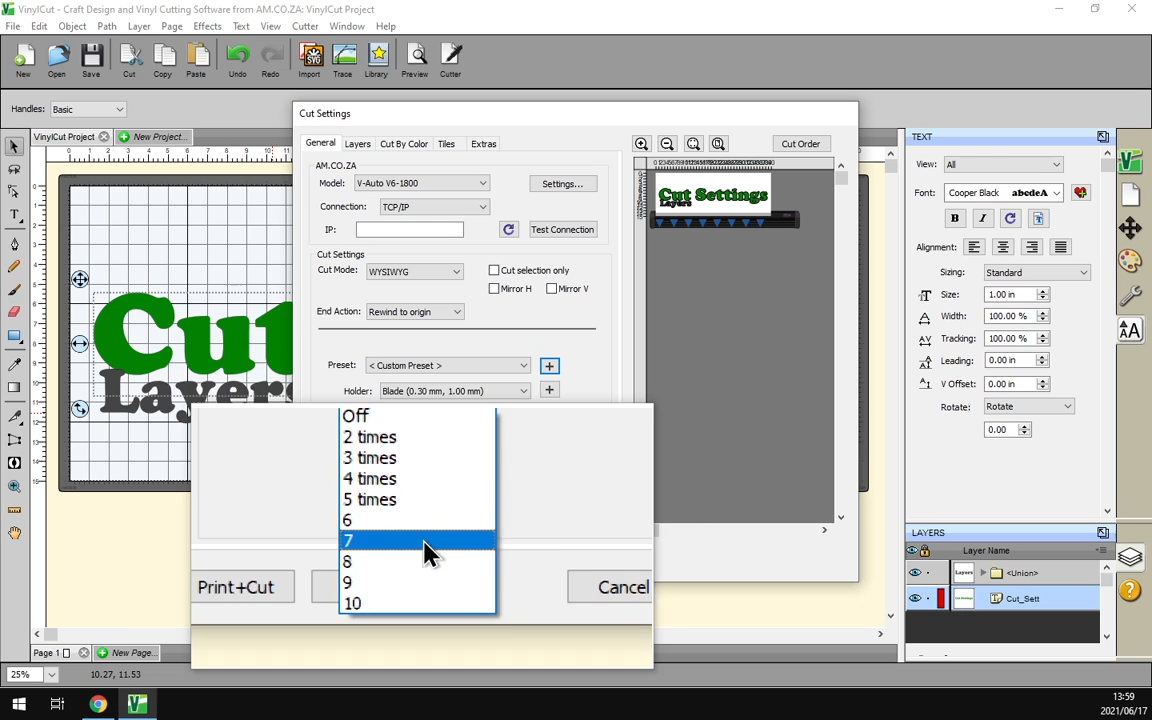 VinylCut - Craft Design and Vinyl Cutting Software from AM.CO.ZA: VinylCut Project
File Edit Object Path Layer Page Effects Text View Cutter Window Help
New Open Save Cut Copy Paste Undo Redo Import Trace Library Preview Cutter
Handles: Basic
VinylCut Project New Project...
Cut
Layers
Cut Settings
General Layers Cut By Color Tiles Extras
Cut Order
AM.CO.ZA
Model: V-Auto V6-1800 Settings...
Connection: TCP/IP
IP: Test Connection
Cut Settings
Cut Mode: WYSIWYG Cut selection only
Mirror H Mirror V
End Action: Rewind to origin
Preset: < Custom Preset > +
Holder: Blade (0.30 mm, 1.00 mm) +
Cut Settings
Layers
Off
2 times
3 times
4 times
5 times
6
7
8
9
10
Print+Cut Cancel
TEXT
View: All
Font: Cooper Black abcdeA
B I
Alignment:
Sizing: Standard
Size: 1.00 in
Width: 100.00 %
Tracking: 100.00 %
Leading: 0.00 in
V Offset: 0.00 in
Rotate: Rotate
0.00
LAYERS
Layer Name
Layers <Union>
Cut_Sett
Page 1 New Page...
25% 10.27, 11.53
13:59
2021/06/17